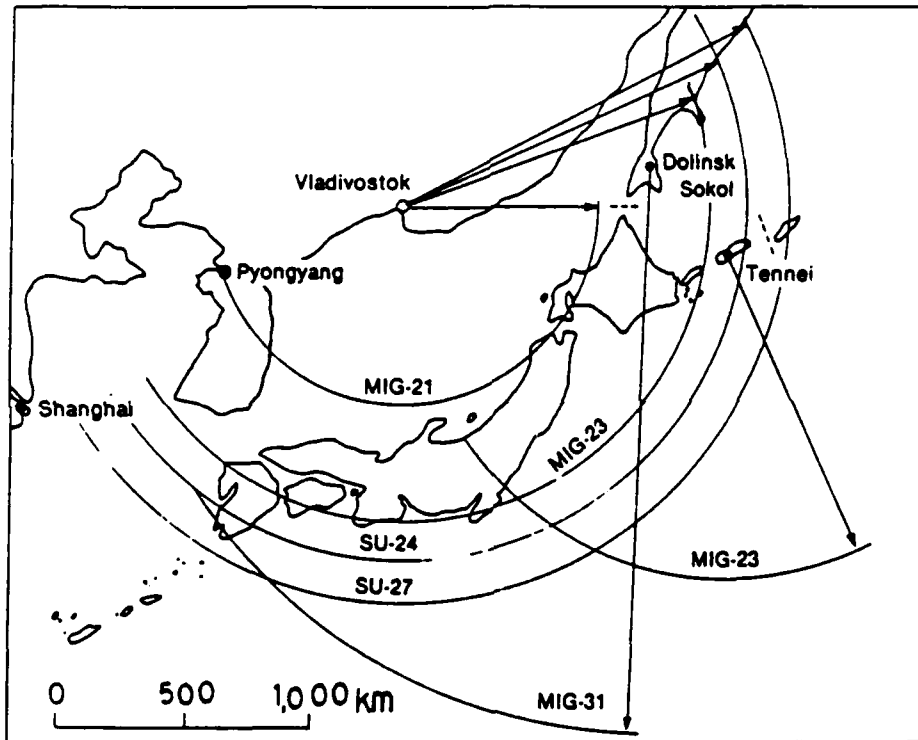 Vladivostok
Dolinsk
Sokol
Pyongyang
Tennei
MIG-21
Shanghai
MIG-23
SU-24
MIG-23
SU-27
MIG-31
0 500 1,000 km